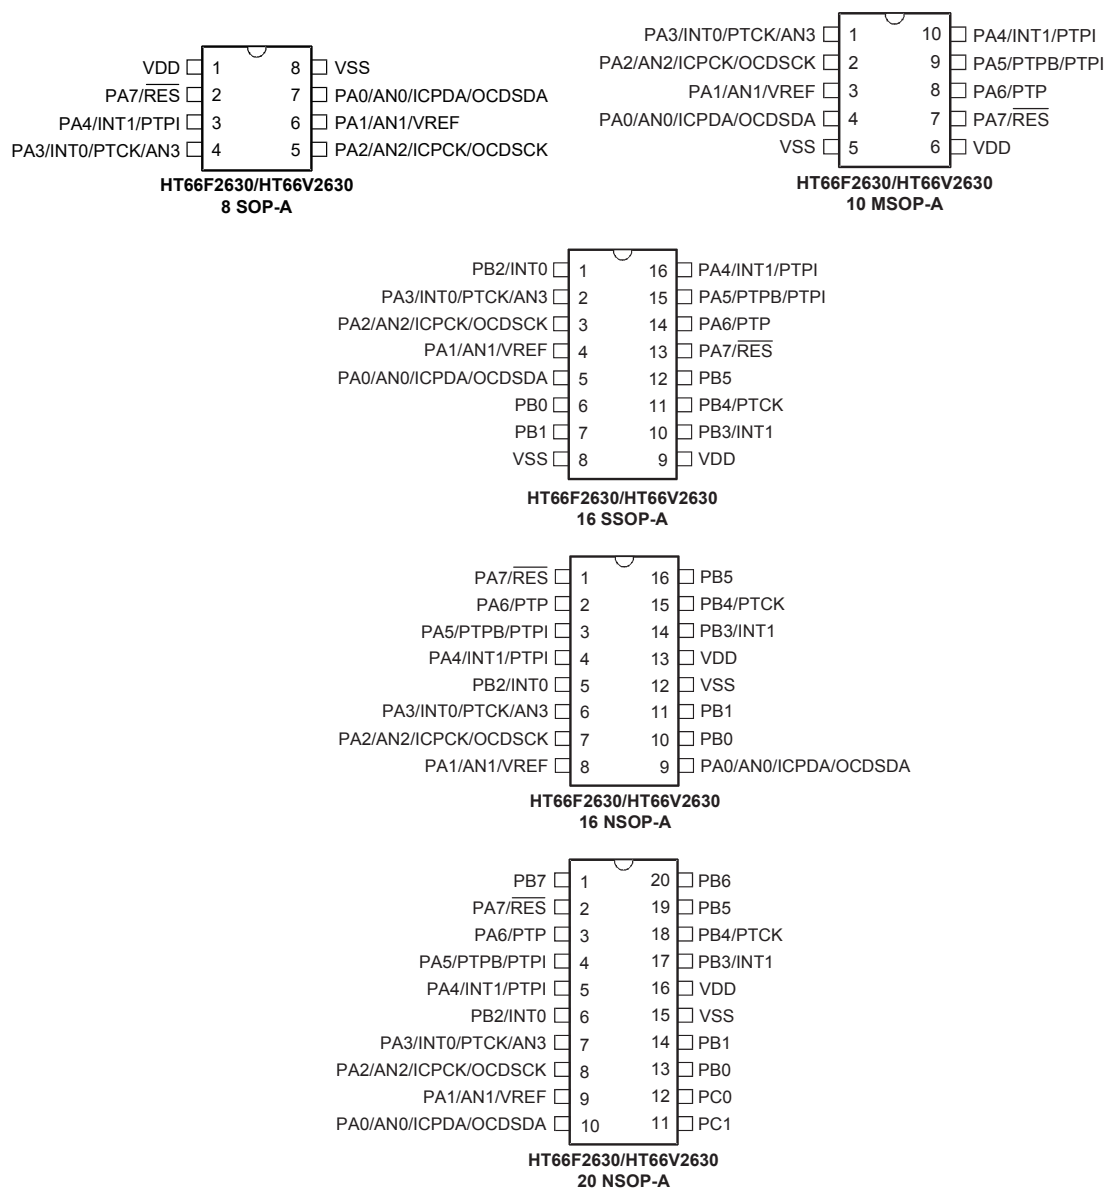 VDD 1 8 VSS
PA7/RES 2 7 PA0/AN0/ICPDA/OCDSDA
PA4/INT1/PTPI 3 6 PA1/AN1/VREF
PA3/INT0/PTCK/AN3 4 5 PA2/AN2/ICPCK/OCDSCK
HT66F2630/HT66V2630
8 SOP-A
PA3/INT0/PTCK/AN3 1 10 PA4/INT1/PTPI
PA2/AN2/ICPCK/OCDSCK 2 9 PA5/PTPB/PTPI
PA1/AN1/VREF 3 8 PA6/PTP
PA0/AN0/ICPDA/OCDSDA 4 7 PA7/RES
VSS 5 6 VDD
HT66F2630/HT66V2630
10 MSOP-A
PB2/INT0 1 16 PA4/INT1/PTPI
PA3/INT0/PTCK/AN3 2 15 PA5/PTPB/PTPI
PA2/AN2/ICPCK/OCDSCK 3 14 PA6/PTP
PA1/AN1/VREF 4 13 PA7/RES
PA0/AN0/ICPDA/OCDSDA 5 12 PB5
PB0 6 11 PB4/PTCK
PB1 7 10 PB3/INT1
VSS 8 9 VDD
HT66F2630/HT66V2630
16 SSOP-A
PA7/RES 1 16 PB5
PA6/PTP 2 15 PB4/PTCK
PA5/PTPB/PTPI 3 14 PB3/INT1
PA4/INT1/PTPI 4 13 VDD
PB2/INT0 5 12 VSS
PA3/INT0/PTCK/AN3 6 11 PB1
PA2/AN2/ICPCK/OCDSCK 7 10 PB0
PA1/AN1/VREF 8 9 PA0/AN0/ICPDA/OCDSDA
HT66F2630/HT66V2630
16 NSOP-A
PB7 1 20 PB6
PA7/RES 2 19 PB5
PA6/PTP 3 18 PB4/PTCK
PA5/PTPB/PTPI 4 17 PB3/INT1
PA4/INT1/PTPI 5 16 VDD
PB2/INT0 6 15 VSS
PA3/INT0/PTCK/AN3 7 14 PB1
PA2/AN2/ICPCK/OCDSCK 8 13 PB0
PA1/AN1/VREF 9 12 PC0
PA0/AN0/ICPDA/OCDSDA 10 11 PC1
HT66F2630/HT66V2630
20 NSOP-A